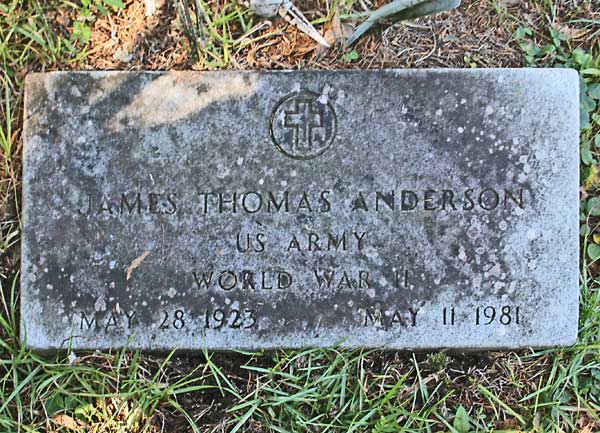 JAMES THOMAS ANDERSON
US ARMY
WORLD WAR II
MAY 28 1923 MAY 11 1981